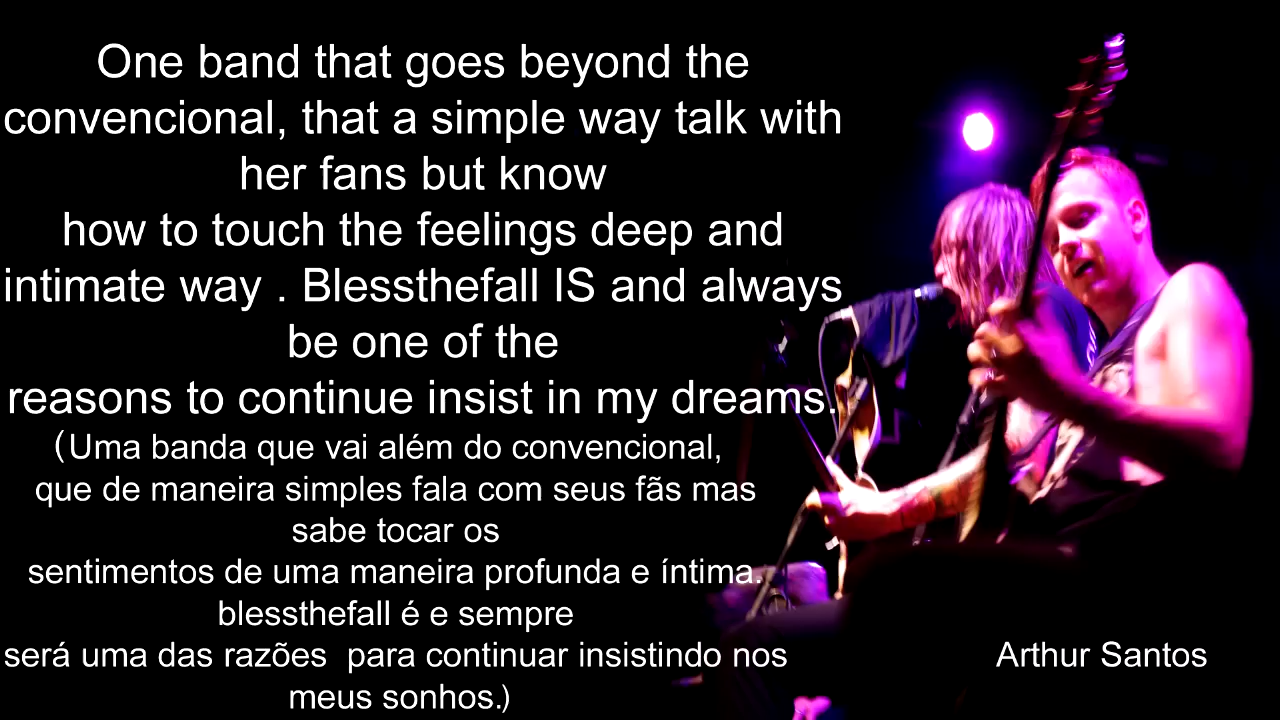 One band that goes beyond the
convencional, that a simple way talk with
her fans but know
how to touch the feelings deep and
intimate way . Blessthefall IS and always
be one of the
reasons to continue insist in my dreams.
(Uma banda que vai além do convencional,
que de maneira simples fala com seus fãs mas
sabe tocar os
sentimentos de uma maneira profunda e íntima.
blessthefall é e sempre
será uma das razões  para continuar insistindo nos
meus sonhos.)
Arthur Santos